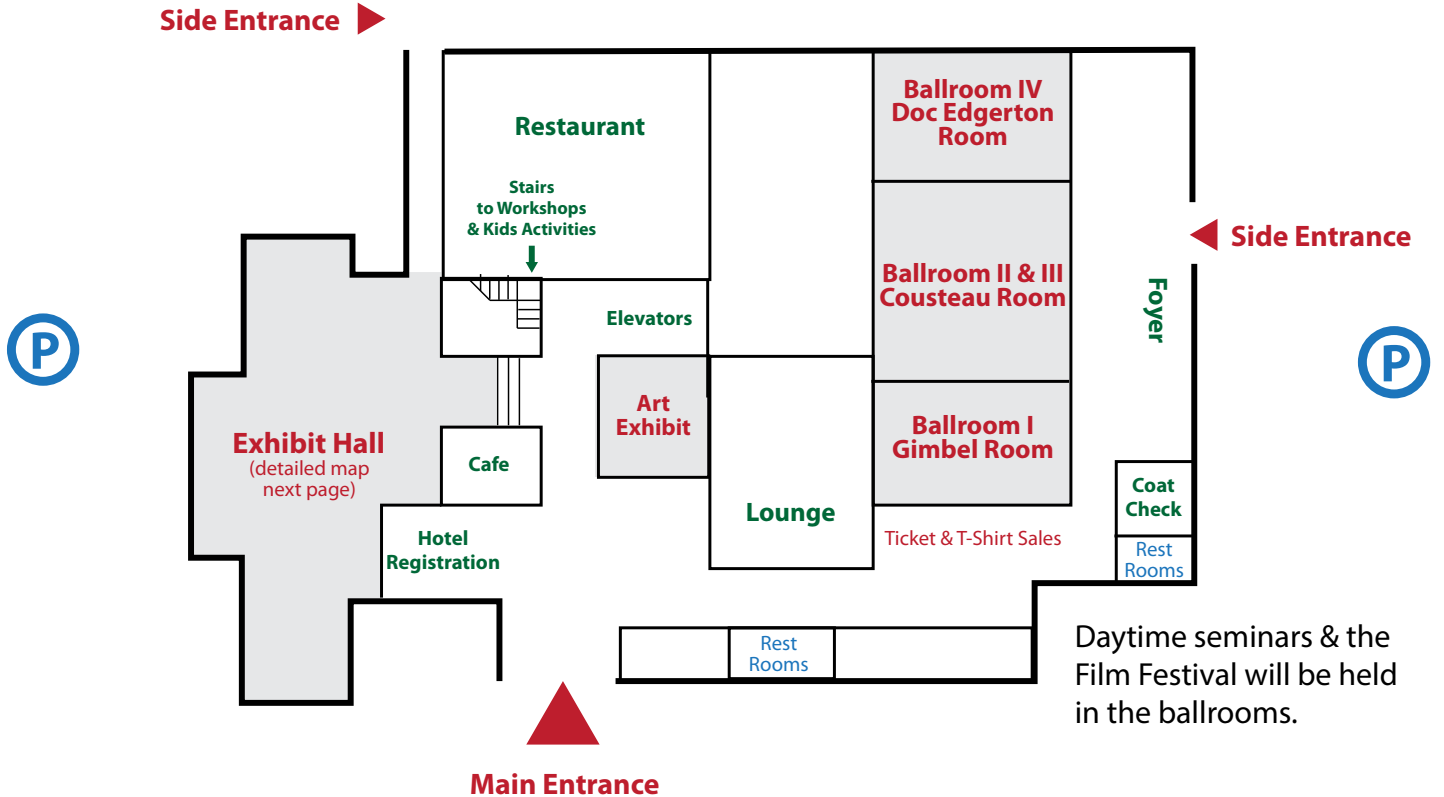 Side Entrance
Restaurant
Stairs
to Workshops
& Kids Activities
Ballroom IV
Doc Edgerton
Room
Side Entrance
Ballroom II & III
Cousteau Room
Foyer
Elevators
P
P
Art
Exhibit
Exhibit Hall
(detailed map
next page)
Cafe
Ballroom I
Gimbel Room
Lounge
Coat
Check
Hotel
Registration
Ticket & T-Shirt Sales
Rest
Rooms
Rest
Rooms
Daytime seminars & the
Film Festival will be held
in the ballrooms.
Main Entrance